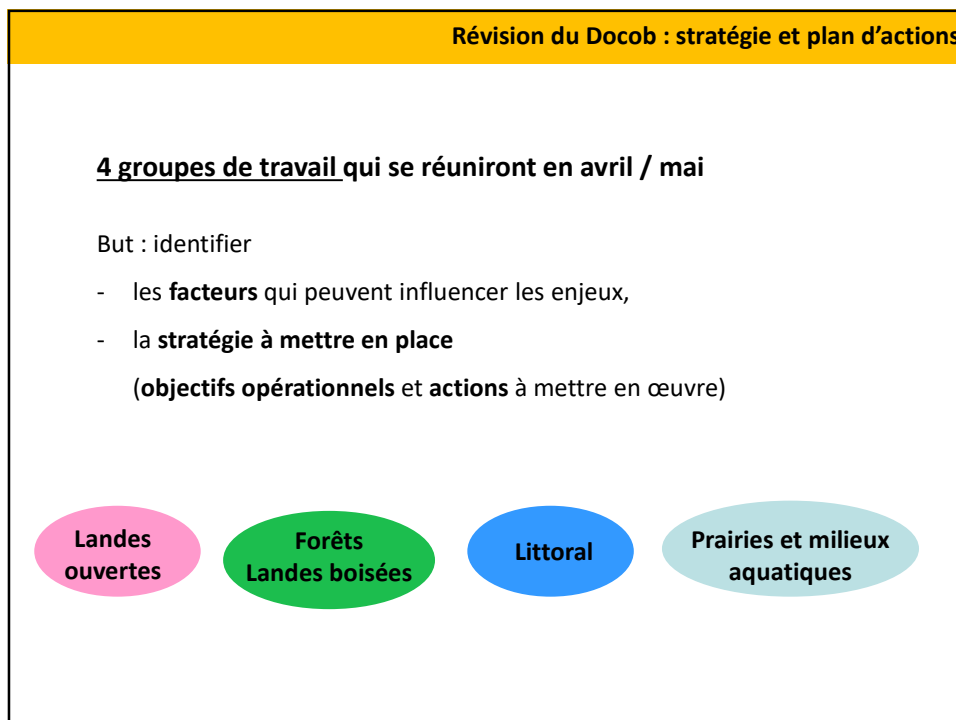 Révision du Docob : stratégie et plan d’actions
4 groupes de travail qui se réuniront en avril / mai
But : identifier
- les facteurs qui peuvent influencer les enjeux,
- la stratégie à mettre en place
(objectifs opérationnels et actions à mettre en œuvre)
Landes
ouvertes
Forêts
Landes boisées
Littoral
Prairies et milieux
aquatiques